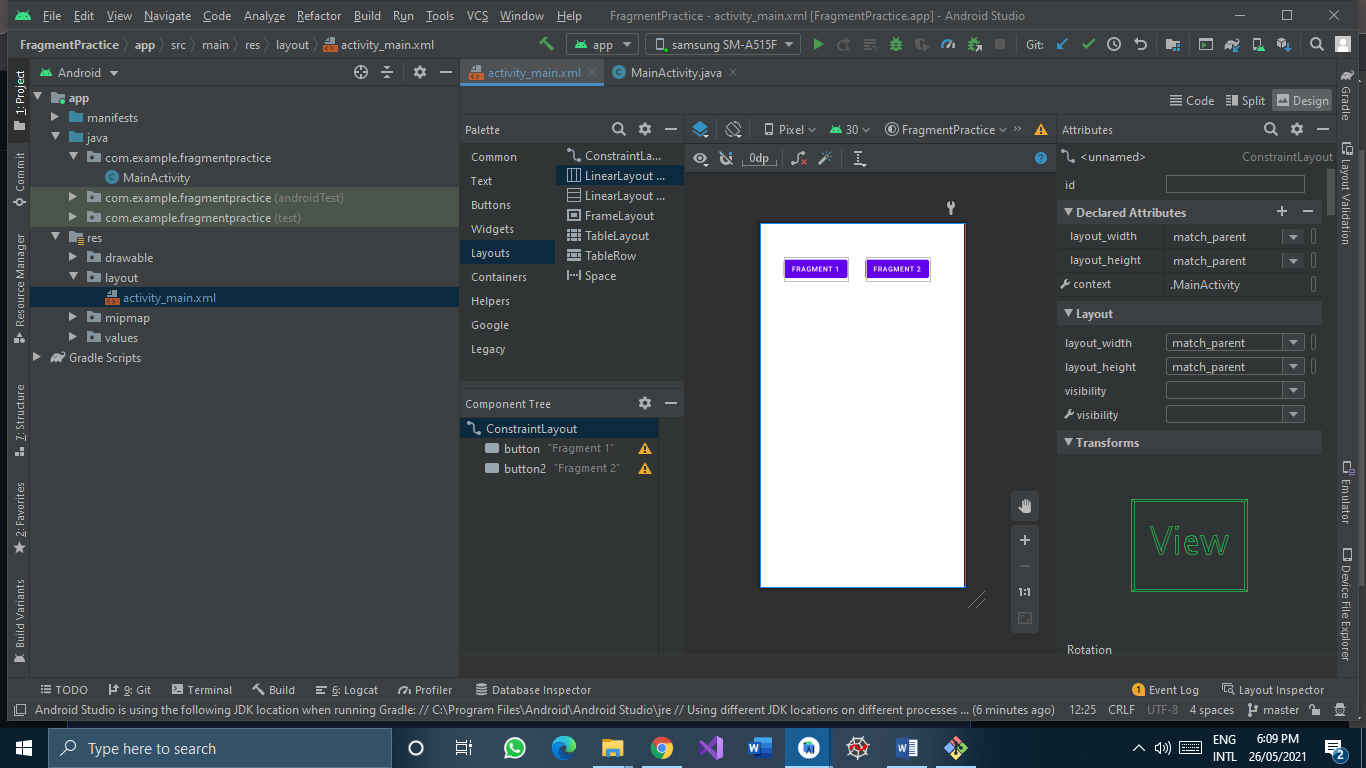 File Edit View Navigate Code Analyze Refactor Build Run Tools VCS Window Help FragmentPractice - activity_main.xml [FragmentPractice.app] - Android Studio
FragmentPractice app src main res layout activity_main.xml app samsung SM-A515F Git:
1: Project
Commit
Resource Manager
7: Structure
2: Favorites
Build Variants
Android
app
manifests
java
com.example.fragmentpractice
MainActivity
com.example.fragmentpractice (androidTest)
com.example.fragmentpractice (test)
res
drawable
layout
activity_main.xml
mipmap
values
Gradle Scripts
activity_main.xml MainActivity.java
Code Split Design
Palette
Common
Text
Buttons
Widgets
Layouts
Containers
Helpers
Google
Legacy
ConstraintLa...
LinearLayout ...
LinearLayout ...
FrameLayout
TableLayout
TableRow
Space
Component Tree
ConstraintLayout
button "Fragment 1"
button2 "Fragment 2"
Pixel 30 FragmentPractice
0dp
FRAGMENT 1 FRAGMENT 2
1:1
Attributes
<unnamed> ConstraintLayout
id
Declared Attributes
layout_width match_parent
layout_height match_parent
context .MainActivity
Layout
layout_width match_parent
layout_height match_parent
visibility
visibility
Transforms
View
Rotation
Gradle
Layout Validation
Emulator
Device File Explorer
TODO 9: Git Terminal Build 6: Logcat Profiler Database Inspector 1 Event Log Layout Inspector
Android Studio is using the following JDK location when running Gradle: // C:\Program Files\Android\Android Studio\jre // Using different JDK locations on different processes ... (6 minutes ago) 12:25 CRLF UTF-8 4 spaces master
Type here to search
ENG
INTL
6:09 PM
26/05/2021
2